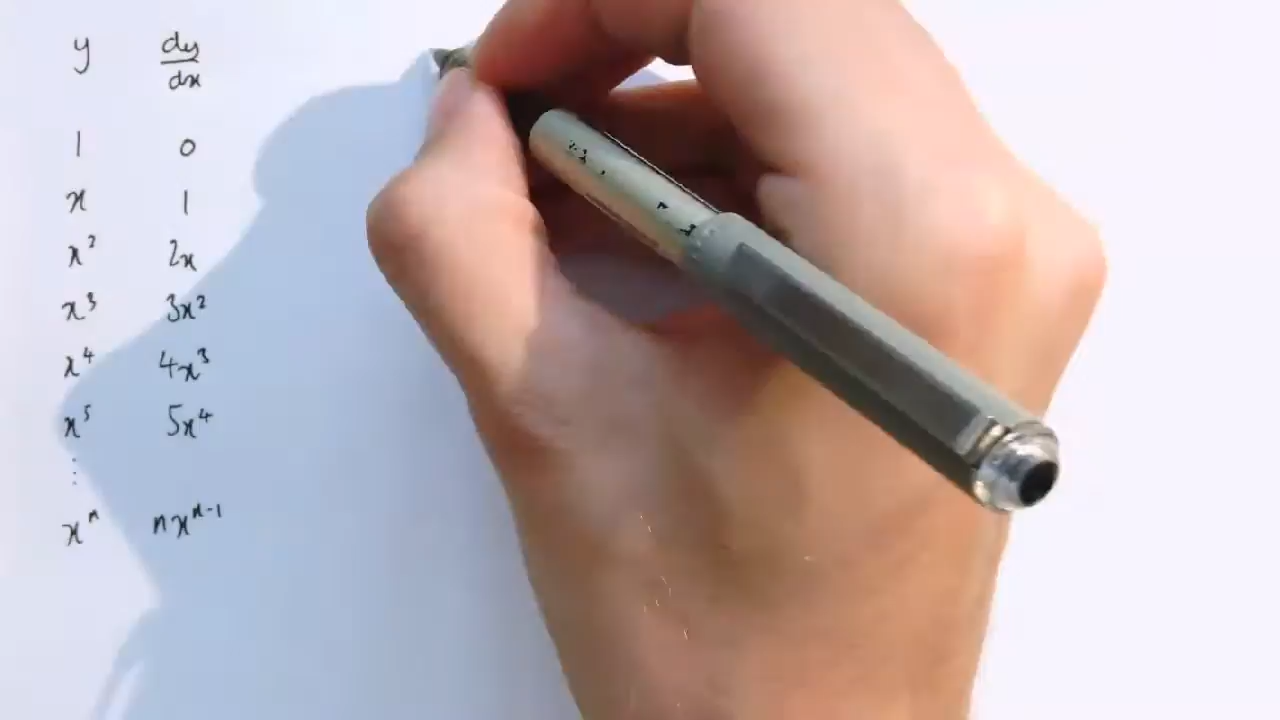 y dy/dx
1 0
x 1
x² 2x
x³ 3x²
x⁴ 4x³
x⁵ 5x⁴
⋮
xⁿ nxⁿ⁻¹